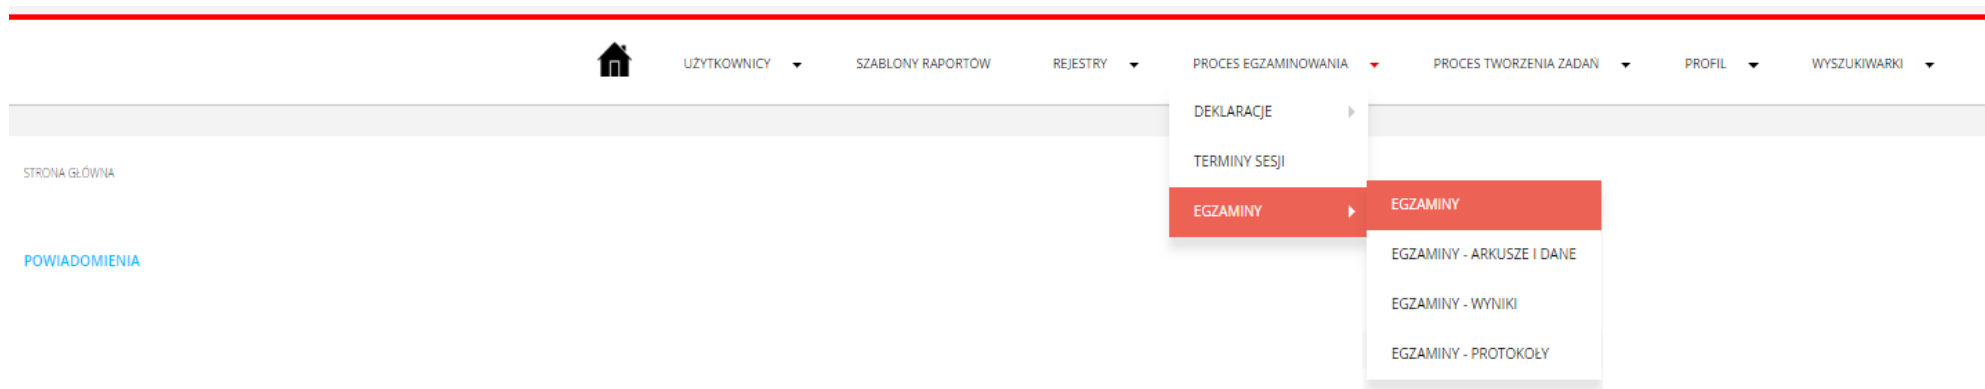 UŻYTKOWNICY SZABLONY RAPORTÓW REJESTRY PROCES EGZAMINOWANIA PROCES TWORZENIA ZADAŃ PROFIL WYSZUKIWARKI
DEKLARACJE
TERMINY SESJI
EGZAMINY
EGZAMINY
EGZAMINY - ARKUSZE I DANE
EGZAMINY - WYNIKI
EGZAMINY - PROTOKOŁY
STRONA GŁÓWNA
POWIADOMIENIA